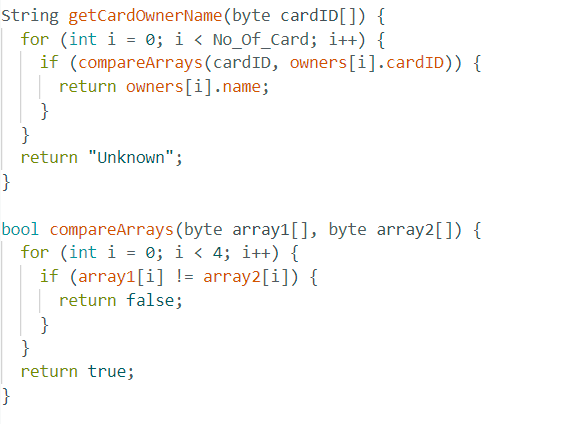 String getCardOwnerName(byte cardID[]) {
  for (int i = 0; i < No_Of_Card; i++) {
    if (compareArrays(cardID, owners[i].cardID)) {
      return owners[i].name;
    }
  }
  return "Unknown";
}

bool compareArrays(byte array1[], byte array2[]) {
  for (int i = 0; i < 4; i++) {
    if (array1[i] != array2[i]) {
      return false;
    }
  }
  return true;
}